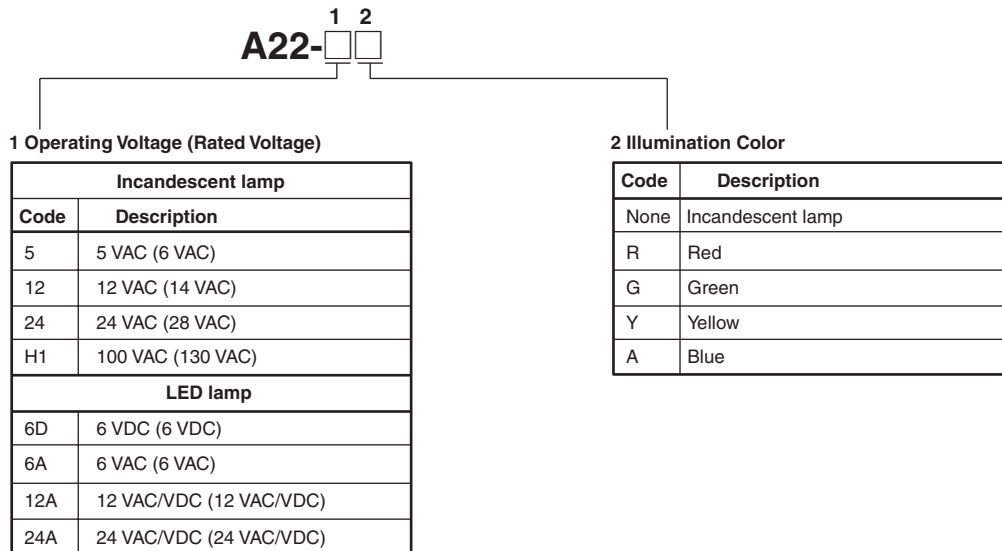 1 2
A22-□□
1 Operating Voltage (Rated Voltage)
Incandescent lamp
Code Description
5 5 VAC (6 VAC)
12 12 VAC (14 VAC)
24 24 VAC (28 VAC)
H1 100 VAC (130 VAC)
LED lamp
6D 6 VDC (6 VDC)
6A 6 VAC (6 VAC)
12A 12 VAC/VDC (12 VAC/VDC)
24A 24 VAC/VDC (24 VAC/VDC)
2 Illumination Color
Code Description
None Incandescent lamp
R Red
G Green
Y Yellow
A Blue